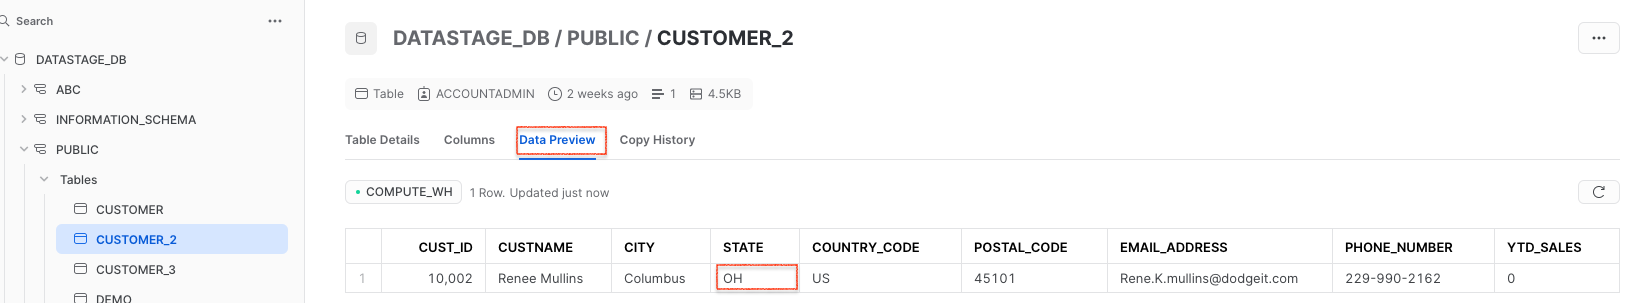 Search
...
DATASTAGE_DB
ABC
INFORMATION_SCHEMA
PUBLIC
Tables
CUSTOMER
CUSTOMER_2
CUSTOMER_3
DEMO
DATASTAGE_DB / PUBLIC / CUSTOMER_2
...
Table ACCOUNTADMIN 2 weeks ago 1 4.5KB
Table Details Columns Data Preview Copy History
COMPUTE_WH 1 Row. Updated just now
CUST_ID CUSTNAME CITY STATE COUNTRY_CODE POSTAL_CODE EMAIL_ADDRESS PHONE_NUMBER YTD_SALES
1 10,002 Renee Mullins Columbus OH US 45101 Rene.K.mullins@dodgeit.com 229-990-2162 0